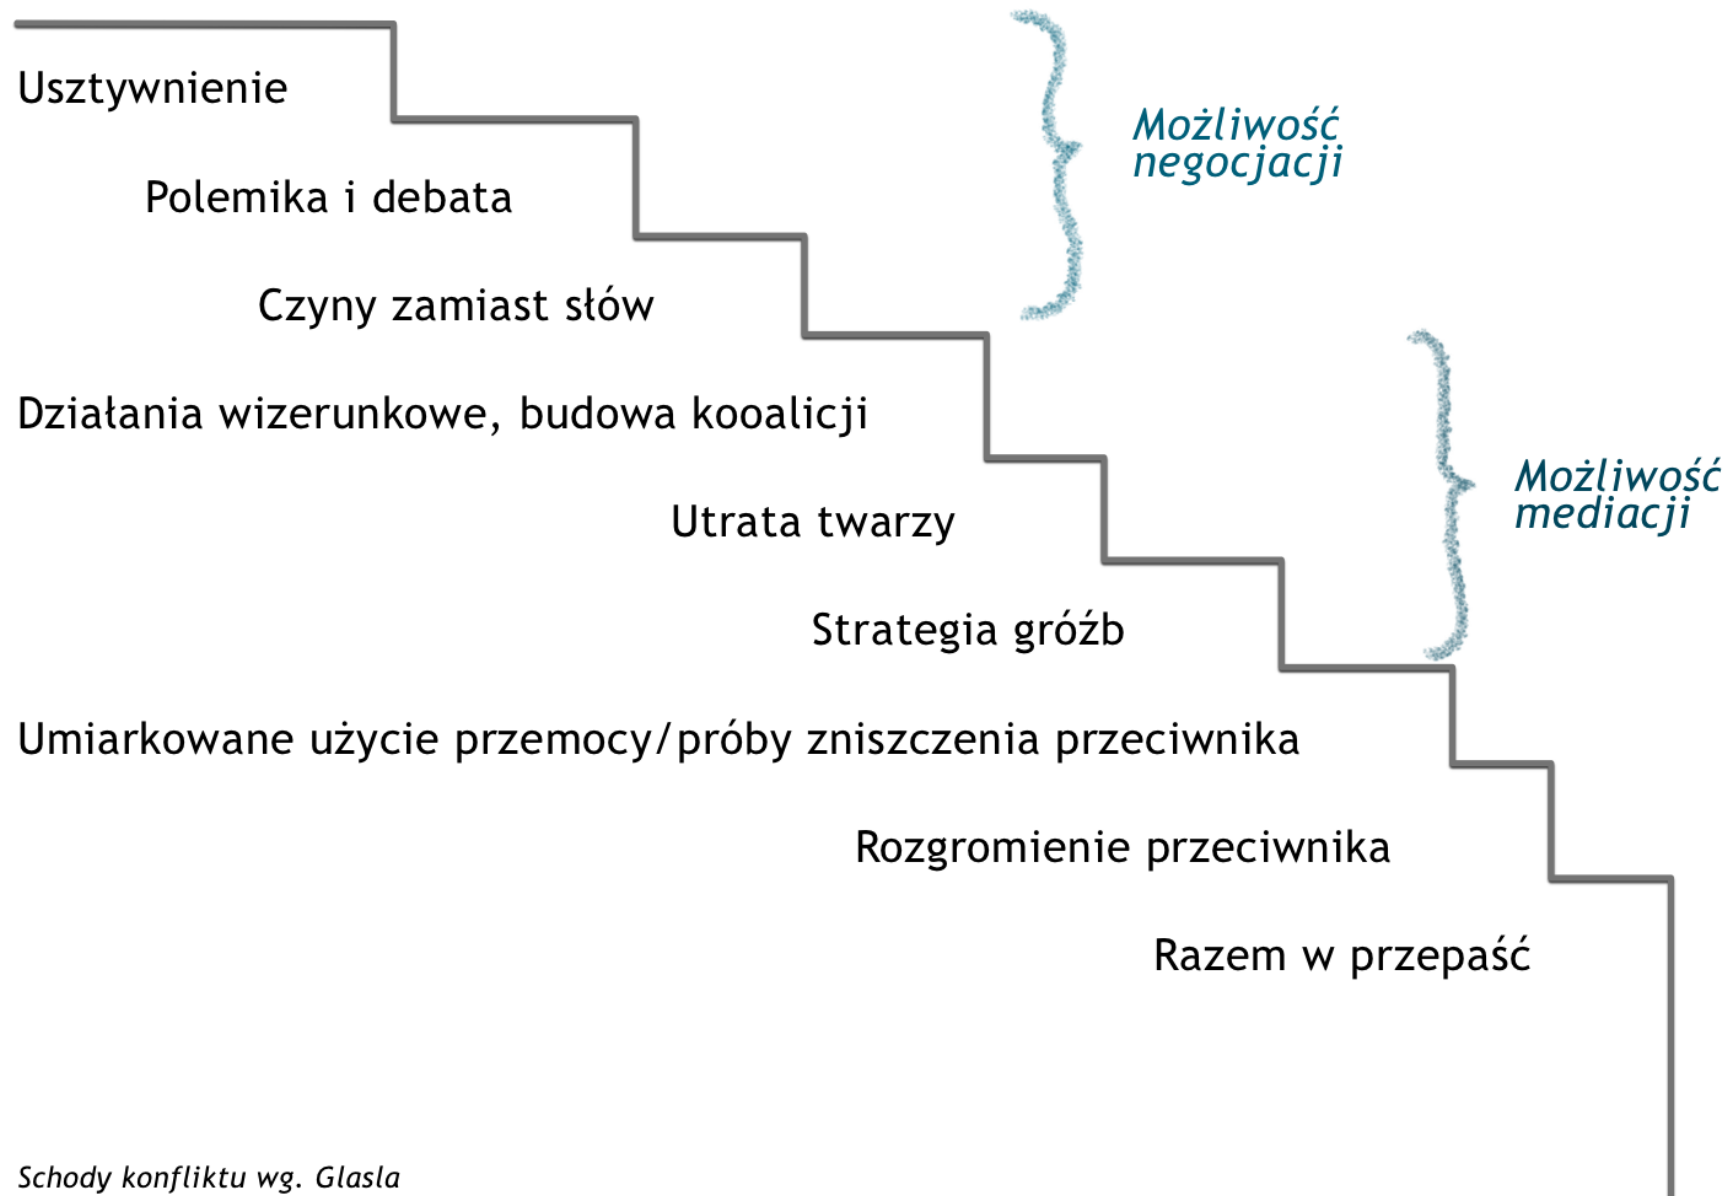 Usztywnienie
Możliwość
negocjacji
Polemika i debata
Czyny zamiast słów
Działania wizerunkowe, budowa kooalicji
Możliwość
mediacji
Utrata twarzy
Strategia gróźb
Umiarkowane użycie przemocy/próby zniszczenia przeciwnika
Rozgromienie przeciwnika
Razem w przepaść
Schody konfliktu wg. Glasla